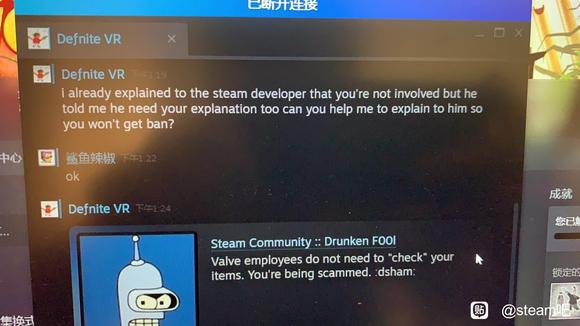 已断开连接
Defnite VR
Defnite VR 下午1:19
i already explained to the steam developer that you're not involved but he
told me he need your explanation too can you help me to explain to him so
you won't get ban?
中心
鲨鱼辣椒 下午1:22
ok
成就
Defnite VR 下午1:24
Steam Community :: Drunken F00l
Valve employees do not need to "check" your
items. You're being scammed. :dsham:
锁定的
集换式
贴 @steam吧